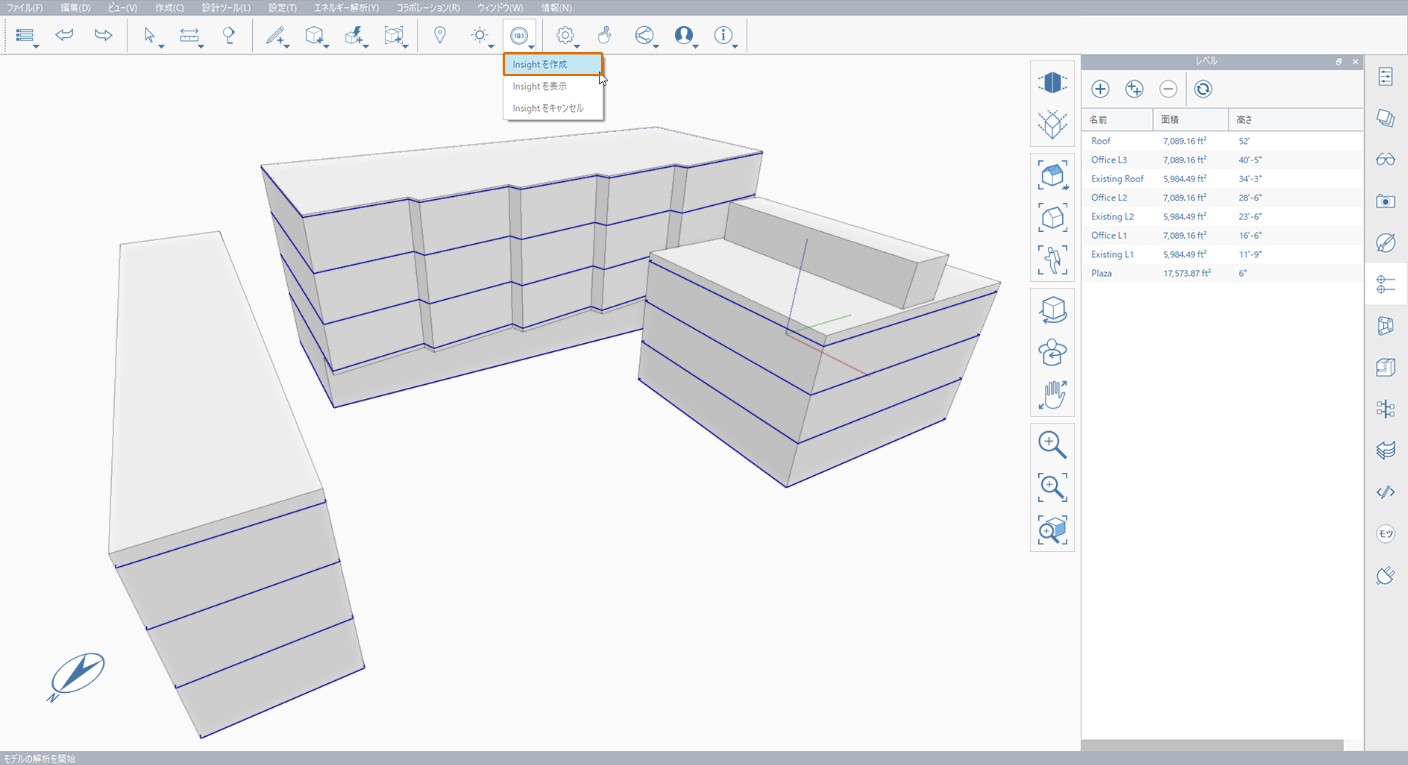 ファイル(F) 編集(D) ビュー(V) 作成(C) 設計ツール(L) 設定(T) エネルギー解析(Y) コラボレーション(R) ウィンドウ(W) 情報(N)
Insight を作成
Insight を表示
Insight をキャンセル
レベル
名前 面積 高さ
Roof 7,089.16 ft² 52'
Office L3 7,089.16 ft² 40'-5"
Existing Roof 5,984.49 ft² 34'-3"
Office L2 7,089.16 ft² 28'-6"
Existing L2 5,984.49 ft² 23'-6"
Office L1 7,089.16 ft² 16'-6"
Existing L1 5,984.49 ft² 11'-9"
Plaza 17,573.87 ft² 6"
モツ
N
モデルの解析を開始